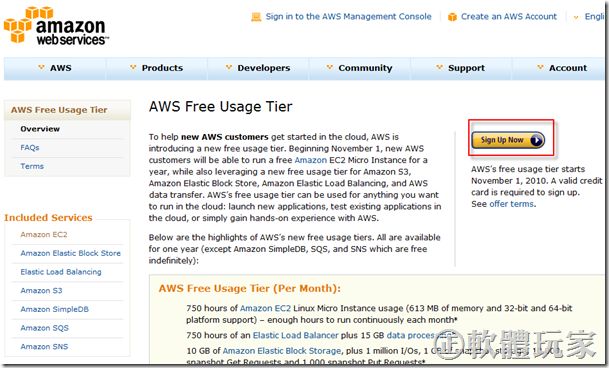 amazon
webservices™
Sign in to the AWS Management Console
Create an AWS Account
Engli
AWS
Products
Developers
Community
Support
Account
AWS Free Usage Tier
Overview
FAQs
Terms
Included Services
Amazon EC2
Amazon Elastic Block Store
Elastic Load Balancing
Amazon S3
Amazon SimpleDB
Amazon SQS
Amazon SNS
AWS Free Usage Tier
To help new AWS customers get started in the cloud, AWS is
introducing a new free usage tier. Beginning November 1, new AWS
customers will be able to run a free Amazon EC2 Micro Instance for a
year, while also leveraging a new free usage tier for Amazon S3,
Amazon Elastic Block Store, Amazon Elastic Load Balancing, and AWS
data transfer. AWS's free usage tier can be used for anything you want
to run in the cloud: launch new applications, test existing applications
in the cloud, or simply gain hands-on experience with AWS.
Below are the highlights of AWS's new free usage tiers. All are available
for one year (except Amazon SimpleDB, SQS, and SNS which are free
indefinitely):
Sign Up Now
AWS's free usage tier starts
November 1, 2010. A valid credit
card is required to sign up.
See offer terms.
AWS Free Usage Tier (Per Month):
750 hours of Amazon EC2 Linux Micro Instance usage (613 MB of memory and 32-bit and 64-bit
platform support) – enough hours to run continuously each month*
750 hours of an Elastic Load Balancer plus 15 GB data
10 GB of Amazon Elastic Block Storage, plus 1 million I/Os, 1
snapshot Get Requests and 1,000 snapshot Put Requests*
正軟體玩家